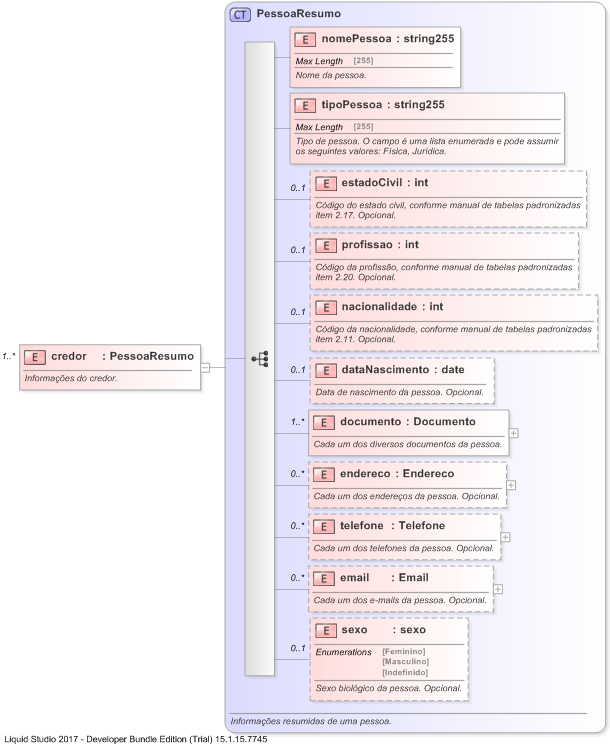 CT PessoaResumo
E nomePessoa : string255
Max Length [255]
Nome da pessoa.
E tipoPessoa : string255
Max Length [255]
Tipo de pessoa. O campo é uma lista enumerada e pode assumir
os seguintes valores: Física, Jurídica.
0..1 E estadoCivil : int
Código do estado civil, conforme manual de tabelas padronizadas
item 2.17. Opcional.
0..1 E profissao : int
Código da profissão, conforme manual de tabelas padronizadas
item 2.20. Opcional.
0..1 E nacionalidade : int
Código da nacionalidade, conforme manual de tabelas padronizadas
item 2.11. Opcional.
1..* E credor : PessoaResumo
Informações do credor.
0..1 E dataNascimento : date
Data de nascimento da pessoa. Opcional.
1..* E documento : Documento
Cada um dos diversos documentos da pessoa.
0..* E endereco : Endereco
Cada um dos endereços da pessoa. Opcional.
0..* E telefone : Telefone
Cada um dos telefones da pessoa. Opcional.
0..* E email : Email
Cada um dos e-mails da pessoa. Opcional.
0..1 E sexo : sexo
Enumerations [Feminino]
[Masculino]
[Indefinido]
Sexo biológico da pessoa. Opcional.
Informações resumidas de uma pessoa.
Liquid Studio 2017 - Developer Bundle Edition (Trial) 15.1.15.7745